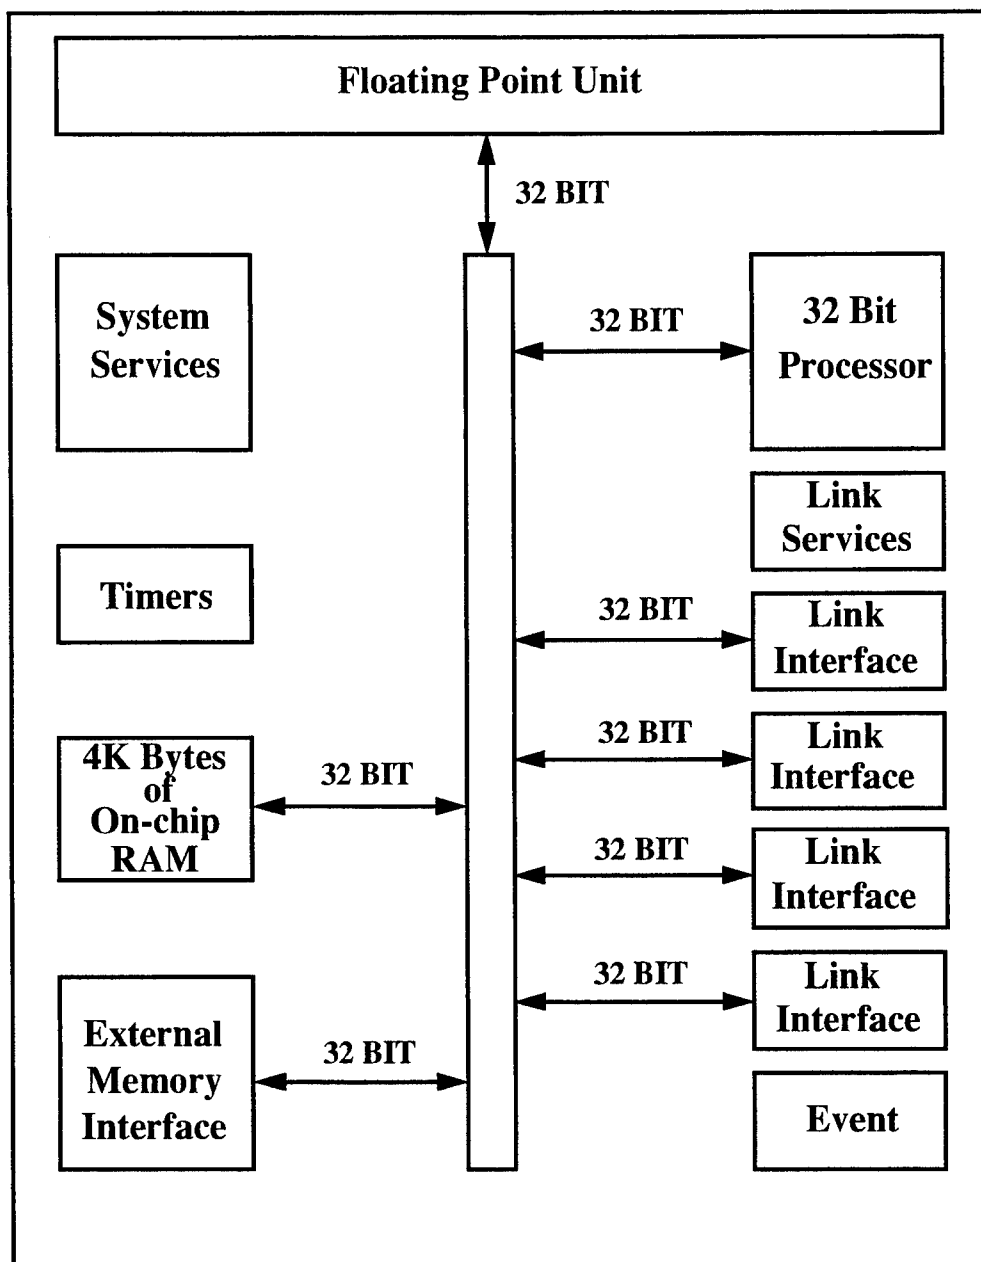 Floating Point Unit
32 BIT
System
Services
32 BIT
32 Bit
Processor
Link
Services
Timers
32 BIT
Link
Interface
4K Bytes
of
On-chip
RAM
32 BIT
32 BIT
Link
Interface
32 BIT
Link
Interface
External
Memory
Interface
32 BIT
32 BIT
Link
Interface
Event